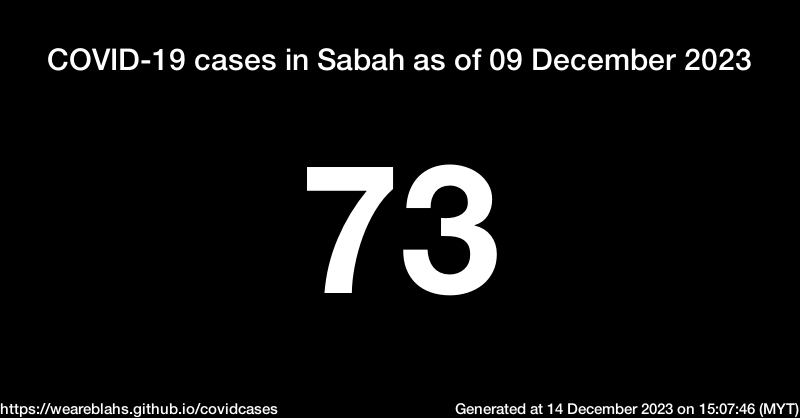 COVID-19 cases in Sabah as of 09 December 2023
73
https://weareblahs.github.io/covidcases
Generated at 14 December 2023 on 15:07:46 (MYT)